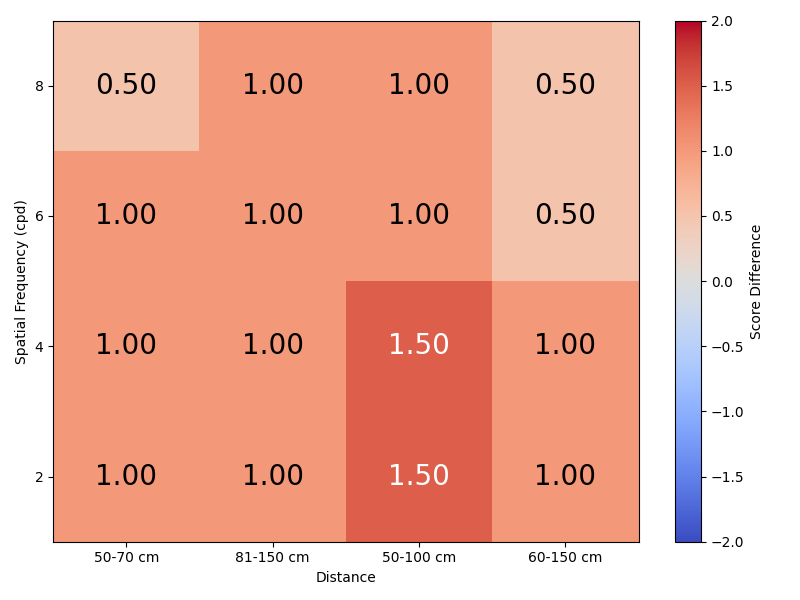 8 0.50 1.00 1.00 0.50
6 1.00 1.00 1.00 0.50
4 1.00 1.00 1.50 1.00
2 1.00 1.00 1.50 1.00
50-70 cm 81-150 cm 50-100 cm 60-150 cm
Distance
Spatial Frequency (cpd)
2.0
1.5
1.0
0.5
0.0
−0.5
−1.0
−1.5
−2.0
Score Difference